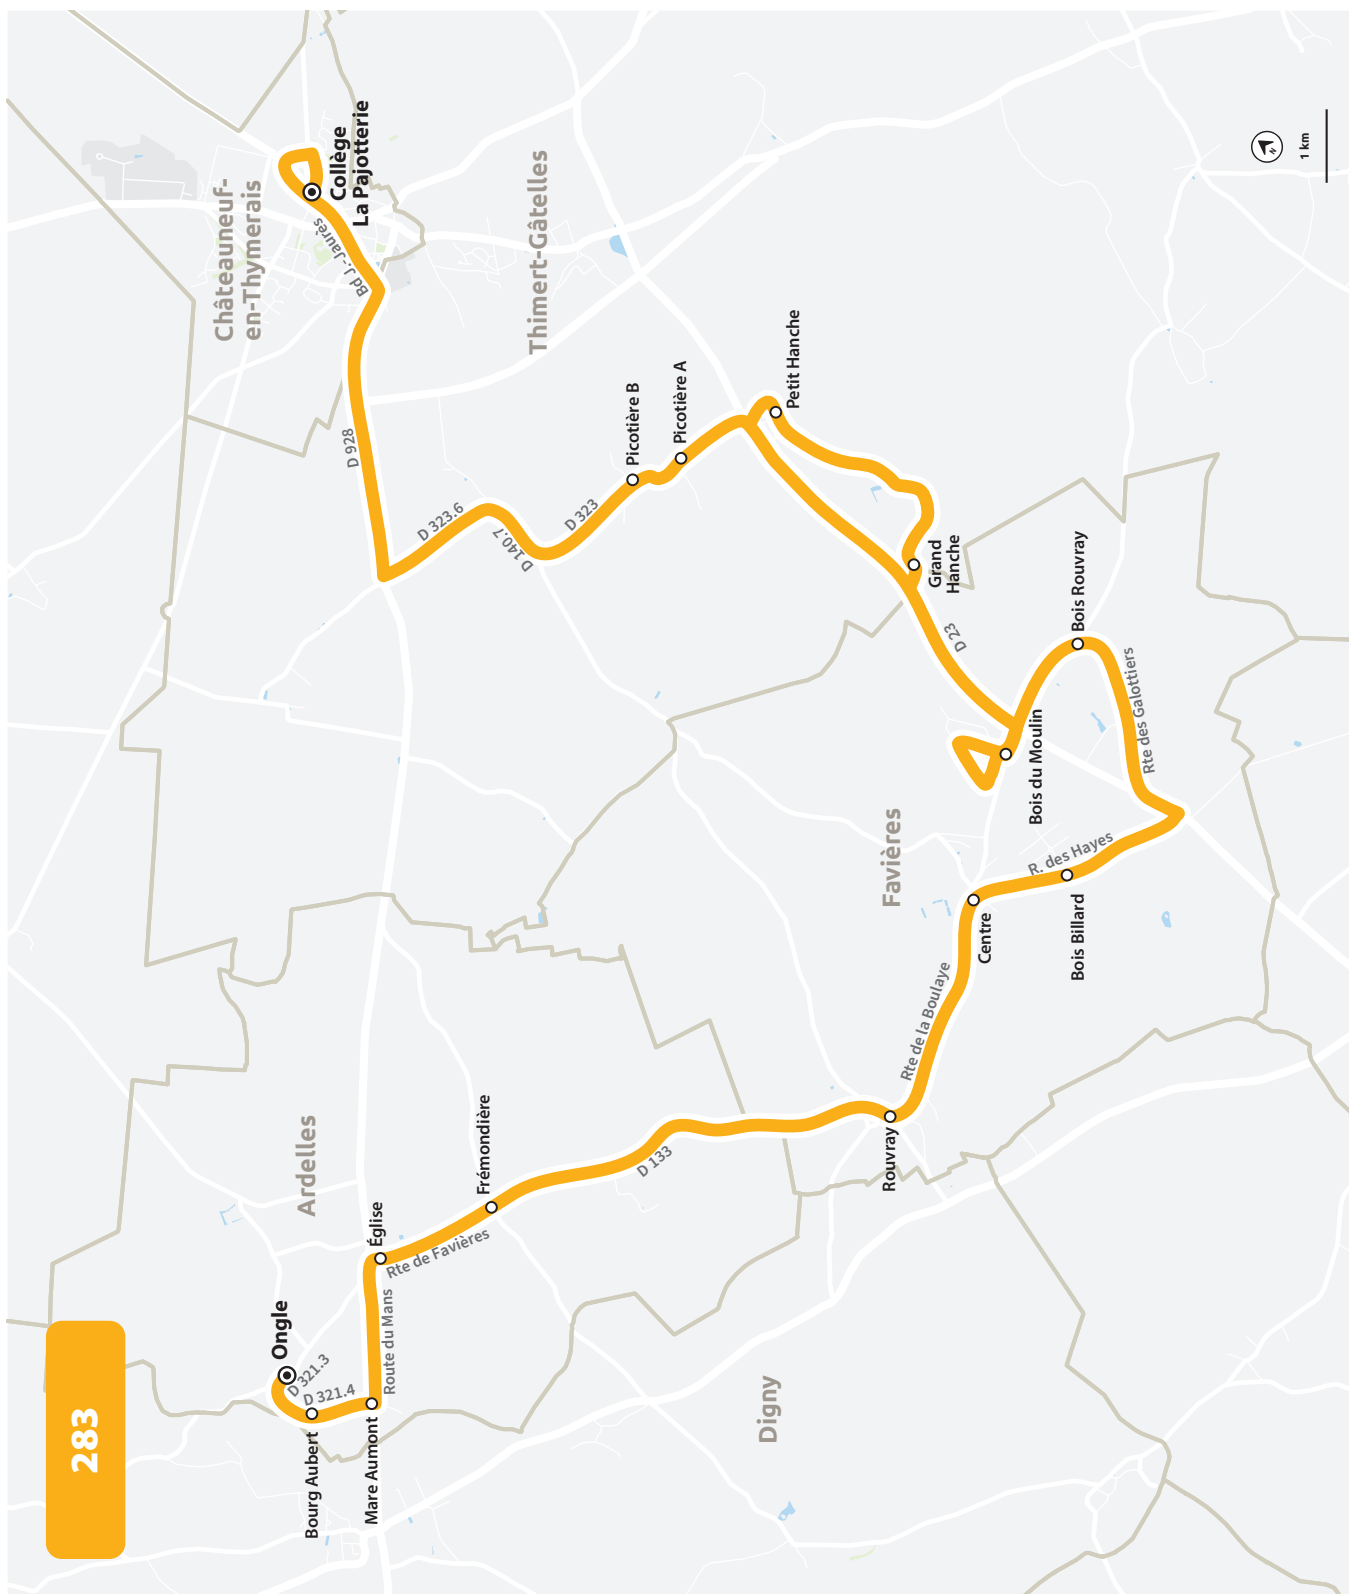 283
Ongle
D 321.3
D 321.4
Bourg Aubert
Mare Aumont
Route du Mans
Église
Rte de Favières
Frémondière
Ardelles
D 133
Digny
Rouvray
Rte de la Boulaye
Centre
Favières
R. des Hayes
Bois Billard
Rte des Galottiers
Bois Rouvray
Bois du Moulin
D 23
Grand
Hanche
Petit Hanche
Picotière A
Picotière B
D 323
D 140.7
D 323.6
D 928
Thimert-Gâtelles
Châteauneuf-
en-Thymerais
Bd J.-Jaurès
Collège
La Pajotterie
N
1 km